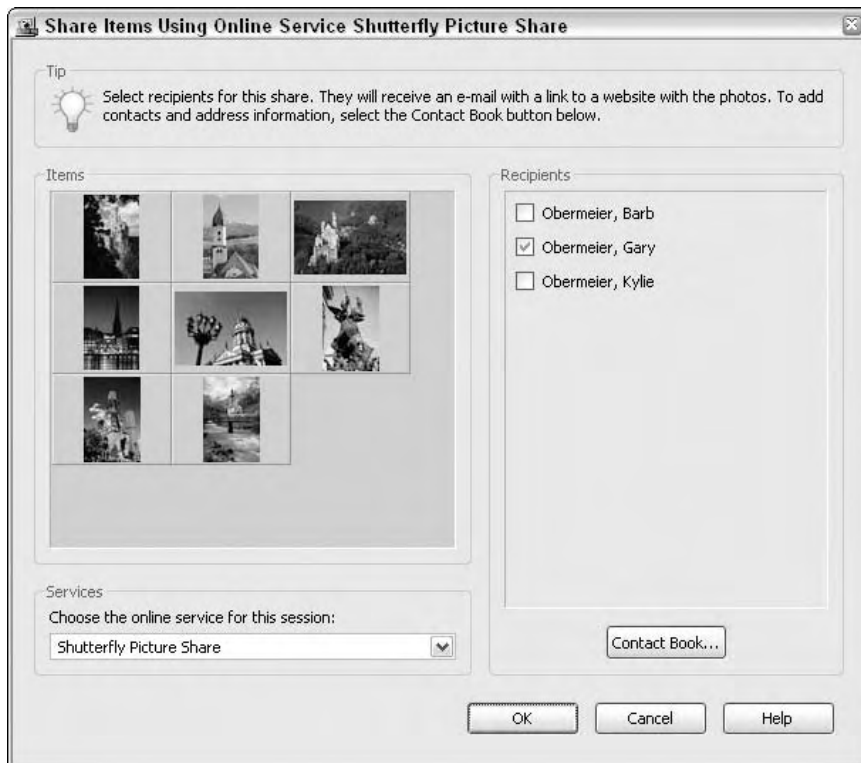 Share Items Using Online Service Shutterfly Picture Share
Tip
Select recipients for this share. They will receive an e-mail with a link to a website with the photos. To add
contacts and address information, select the Contact Book button below.
Items
Recipients
Obermeier, Barb
Obermeier, Gary
Obermeier, Kylie
Services
Choose the online service for this session:
Shutterfly Picture Share
Contact Book...
OK
Cancel
Help